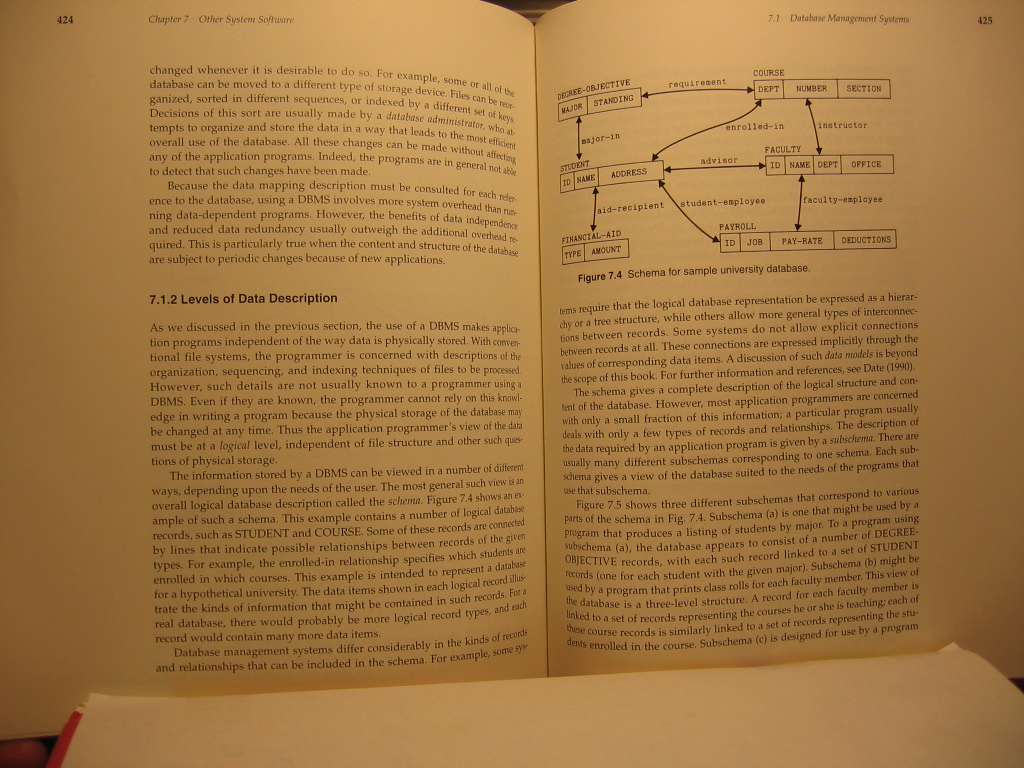 424
Chapter 7 Other System Software
changed whenever it is desirable to do so. For example, some or all of the
database can be moved to a different type of storage device. Files can be reor-
ganized, sorted in different sequences, or indexed by a different set of keys.
Decisions of this sort are usually made by a database administrator, who at-
tempts to organize and store the data in a way that leads to the most efficient
overall use of the database. All these changes can be made without affecting
any of the application programs. Indeed, the programs are in general not able
to detect that such changes have been made.
Because the data mapping description must be consulted for each refer-
ence to the database, using a DBMS involves more system overhead than run-
ning data-dependent programs. However, the benefits of data independence
and reduced data redundancy usually outweigh the additional overhead re-
quired. This is particularly true when the content and structure of the database
are subject to periodic changes because of new applications.
7.1.2 Levels of Data Description
As we discussed in the previous section, the use of a DBMS makes applica-
tion programs independent of the way data is physically stored. With conven-
tional file systems, the programmer is concerned with descriptions of the
organization, sequencing, and indexing techniques of files to be processed.
However, such details are not usually known to a programmer using a
DBMS. Even if they are known, the programmer cannot rely on this knowl-
edge in writing a program because the physical storage of the database may
be changed at any time. Thus the application programmer's view of the data
must be at a logical level, independent of file structure and other such ques-
tions of physical storage.
The information stored by a DBMS can be viewed in a number of different
ways, depending upon the needs of the user. The most general such view is an
overall logical database description called the schema. Figure 7.4 shows an ex-
ample of such a schema. This example contains a number of logical database
records, such as STUDENT and COURSE. Some of these records are connected
by lines that indicate possible relationships between records of the given
types. For example, the enrolled-in relationship specifies which students are
enrolled in which courses. This example is intended to represent a database
for a hypothetical university. The data items shown in each logical record illus-
trate the kinds of information that might be contained in such records. For a
real database, there would probably be more logical record types, and each
record would contain many more data items.
Database management systems differ considerably in the kinds of records
and relationships that can be included in the schema. For example, some sys-
7.1 Database Management Systems
425
DEGREE-OBJECTIVE
MAJOR STANDING
requirement
COURSE
DEPT NUMBER SECTION
major-in
enrolled-in
instructor
STUDENT
ID NAME ADDRESS
advisor
FACULTY
ID NAME DEPT OFFICE
aid-recipient
student-employee
faculty-employee
FINANCIAL-AID
TYPE AMOUNT
PAYROLL
ID JOB PAY-RATE DEDUCTIONS
Figure 7.4 Schema for sample university database.
tems require that the logical database representation be expressed as a hierar-
chy or a tree structure, while others allow more general types of interconnec-
tions between records. Some systems do not allow explicit connections
between records at all. These connections are expressed implicitly through the
values of corresponding data items. A discussion of such data models is beyond
the scope of this book. For further information and references, see Date (1990).
The schema gives a complete description of the logical structure and con-
tent of the database. However, most application programmers are concerned
with only a small fraction of this information; a particular program usually
deals with only a few types of records and relationships. The description of
the data required by an application program is given by a subschema. There are
usually many different subschemas corresponding to one schema. Each sub-
schema gives a view of the database suited to the needs of the programs that
use that subschema.
Figure 7.5 shows three different subschemas that correspond to various
parts of the schema in Fig. 7.4. Subschema (a) is one that might be used by a
program that produces a listing of students by major. To a program using
subschema (a), the database appears to consist of a number of DEGREE-
OBJECTIVE records, with each such record linked to a set of STUDENT
records (one for each student with the given major). Subschema (b) might be
used by a program that prints class rolls for each faculty member. This view of
the database is a three-level structure. A record for each faculty member is
linked to a set of records representing the courses he or she is teaching; each of
these course records is similarly linked to a set of records representing the stu-
dents enrolled in the course. Subschema (c) is designed for use by a program